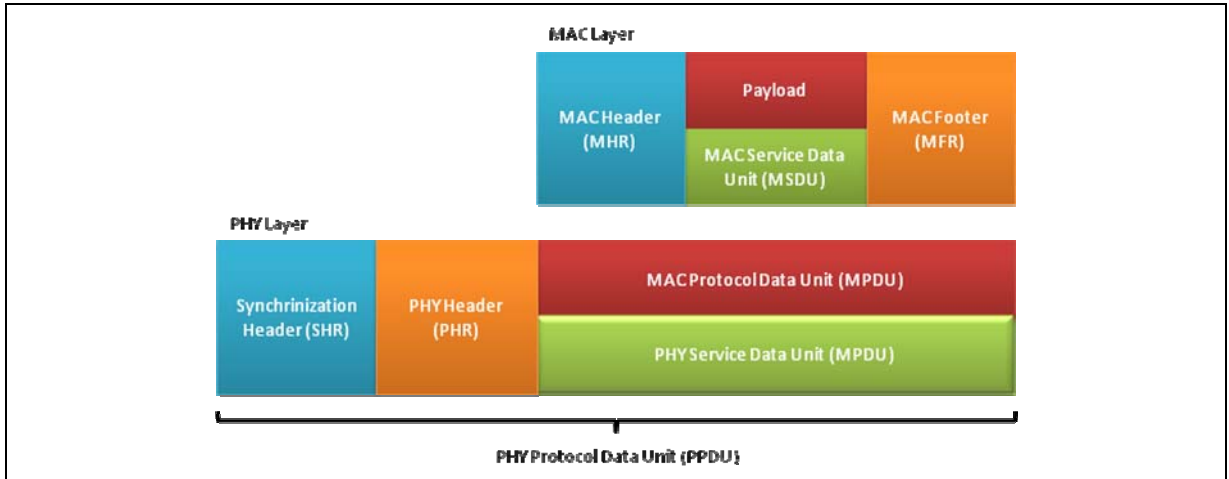 MAC Layer
MAC Header
(MHR)
Payload
MAC Service Data
Unit (MSDU)
MAC Footer
(MFR)
PHY Layer
Synchrinization
Header (SHR)
PHY Header
(PHR)
MAC Protocol Data Unit (MPDU)
PHY Service Data Unit (MPDU)
PHY Protocol Data Unit (PPDU)